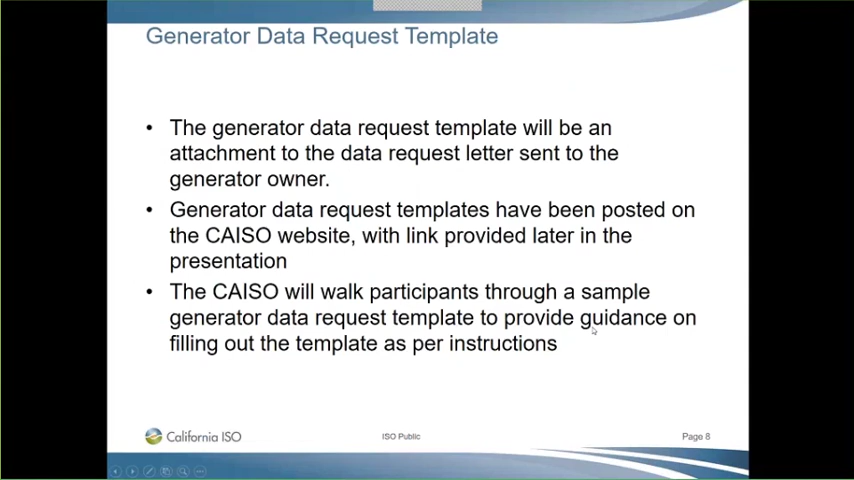 Generator Data Request Template
• The generator data request template will be an
attachment to the data request letter sent to the
generator owner.
• Generator data request templates have been posted on
the CAISO website, with link provided later in the
presentation
• The CAISO will walk participants through a sample
generator data request template to provide guidance on
filling out the template as per instructions
California ISO
ISO Public
Page 8